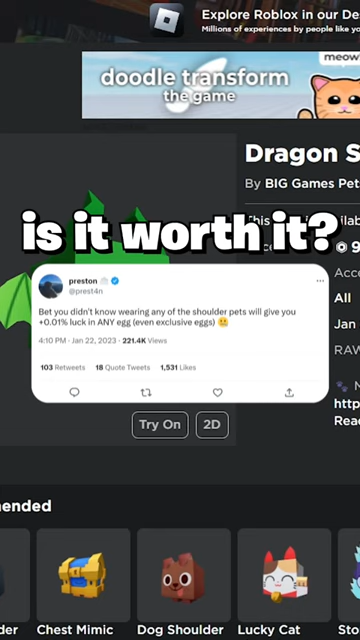 Explore Roblox in our De
Millions of experiences by people like yo
meow
doodle transform
the game
Dragon S
By BIG Games Pet
is it worth it?
preston
@prest4n
Bet you didn't know wearing any of the shoulder pets will give you
+0.01% luck in ANY egg (even exclusive eggs)
4:10 PM · Jan 22, 2023 · 221.4K Views
103 Retweets 18 Quote Tweets 1,531 Likes
9
Acce
All
Jan
RAW
M
http
Read
Try On
2D
ended
der
Chest Mimic
Dog Shoulder
Lucky Cat
Sto